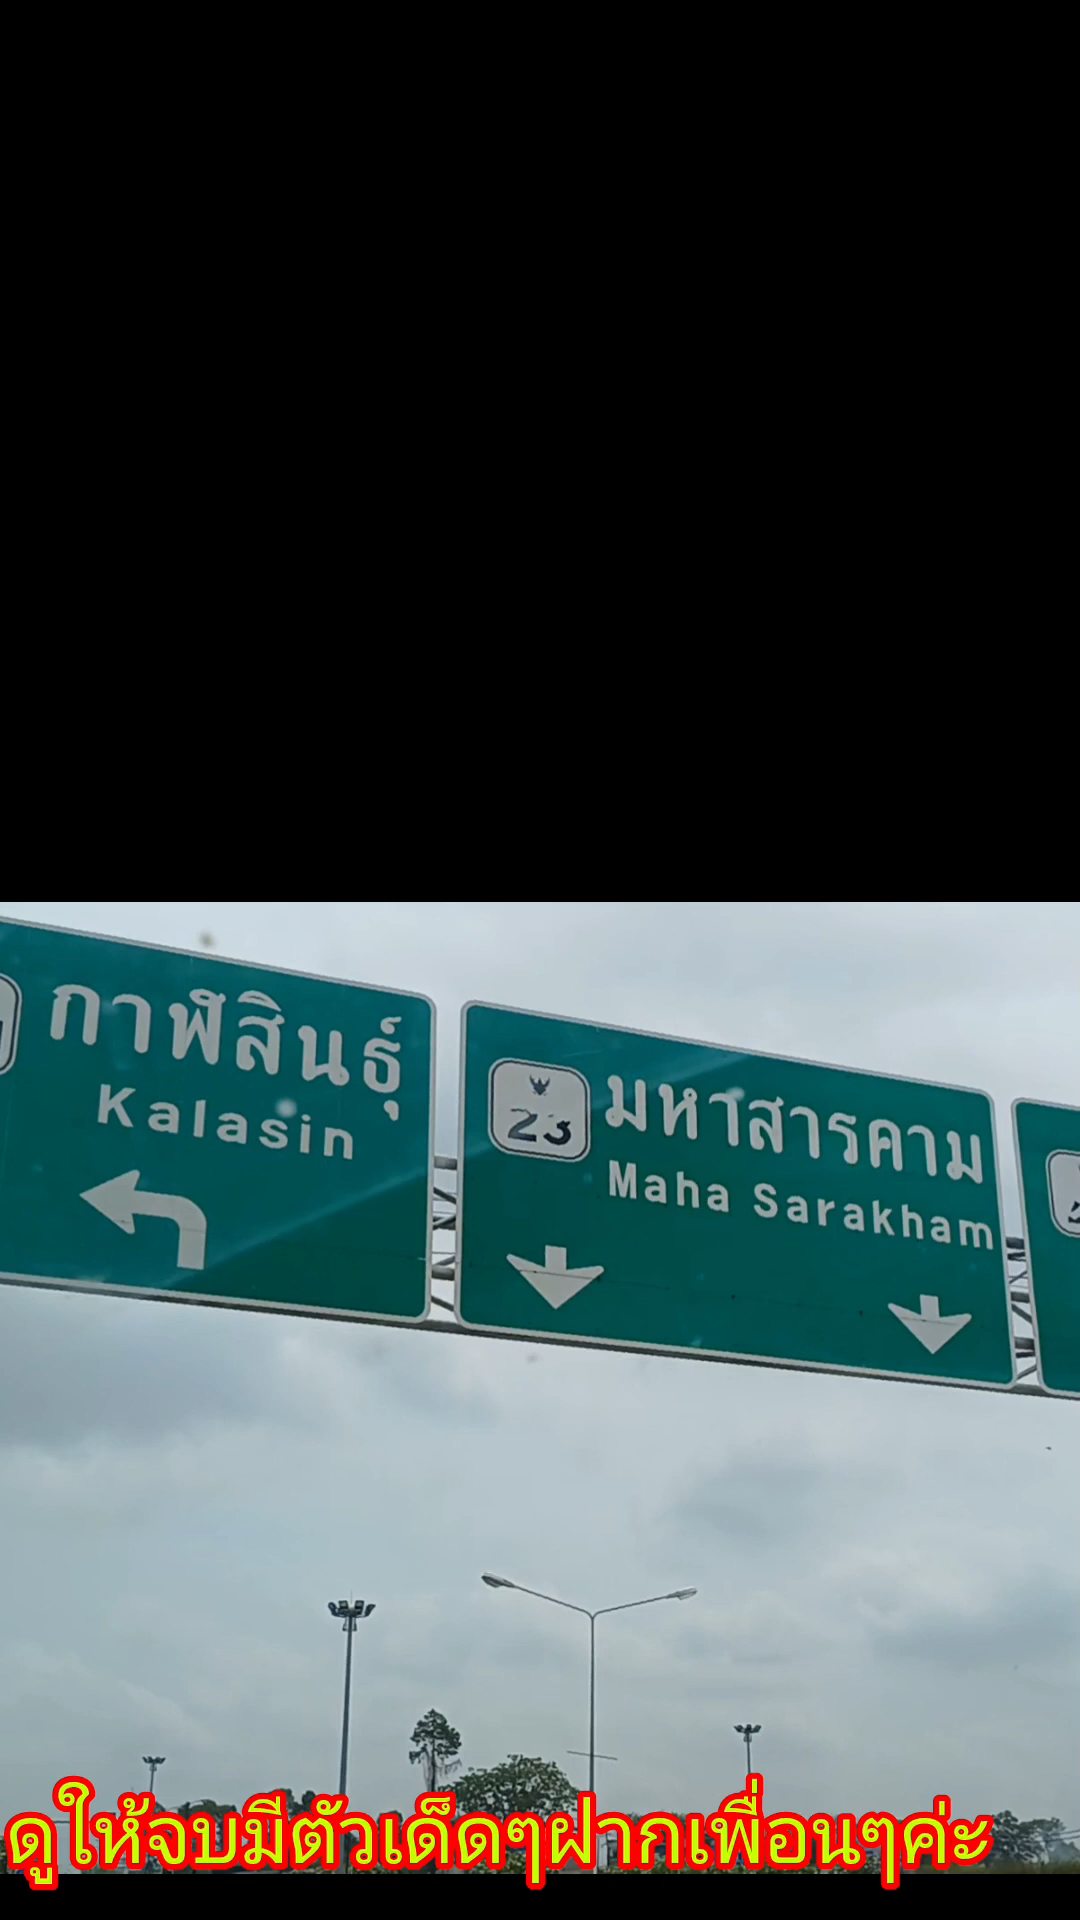 กาฬสินธุ์
Kalasin
23
มหาสารคาม
Maha Sarakham
ดูให้จบมีตัวเด็ดๆฝากเพื่อนๆค่ะ